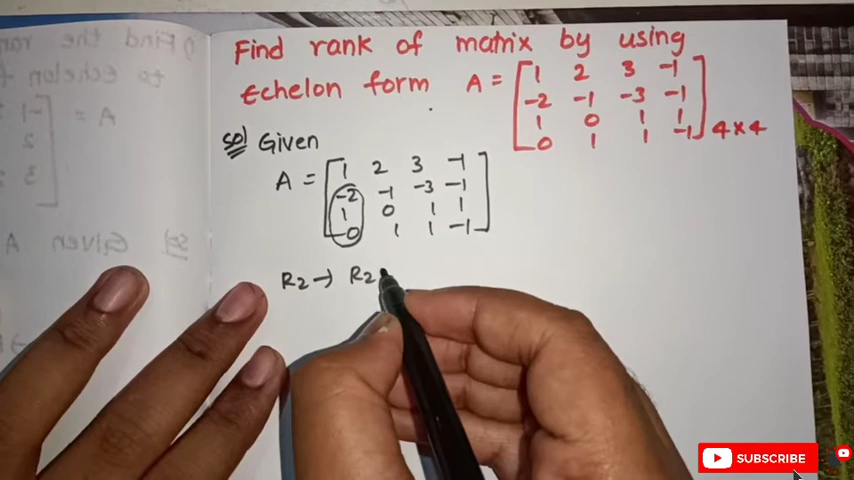 Find rank of matrix by using
Echelon form A = [1 2 3 -1
-2 -1 -3 -1
1 0 1 1
0 1 1 -1] 4×4
Sol Given
A = [1 2 3 -1
-2 -1 -3 -1
1 0 1 1
0 1 1 -1]
R2 → R2
SUBSCRIBE